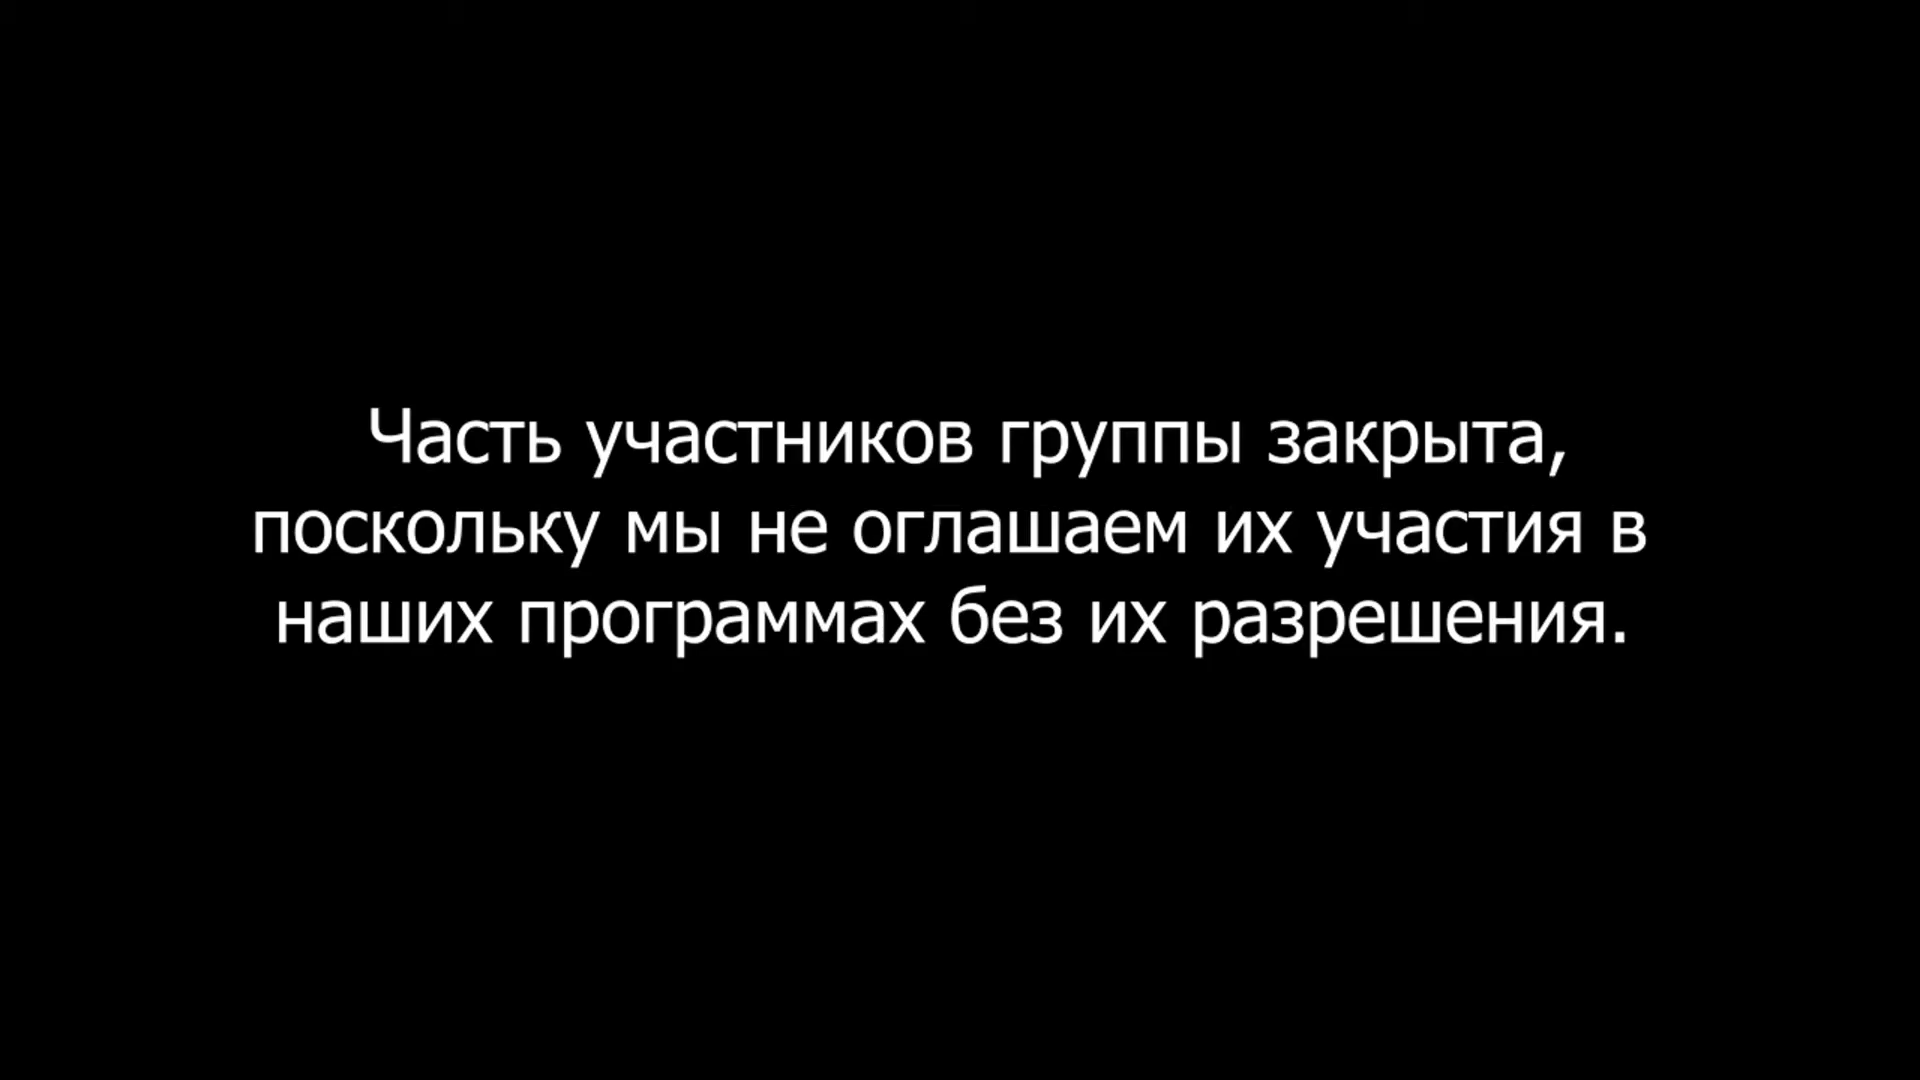 Часть участников группы закрыта,
поскольку мы не оглашаем их участия в
наших программах без их разрешения.